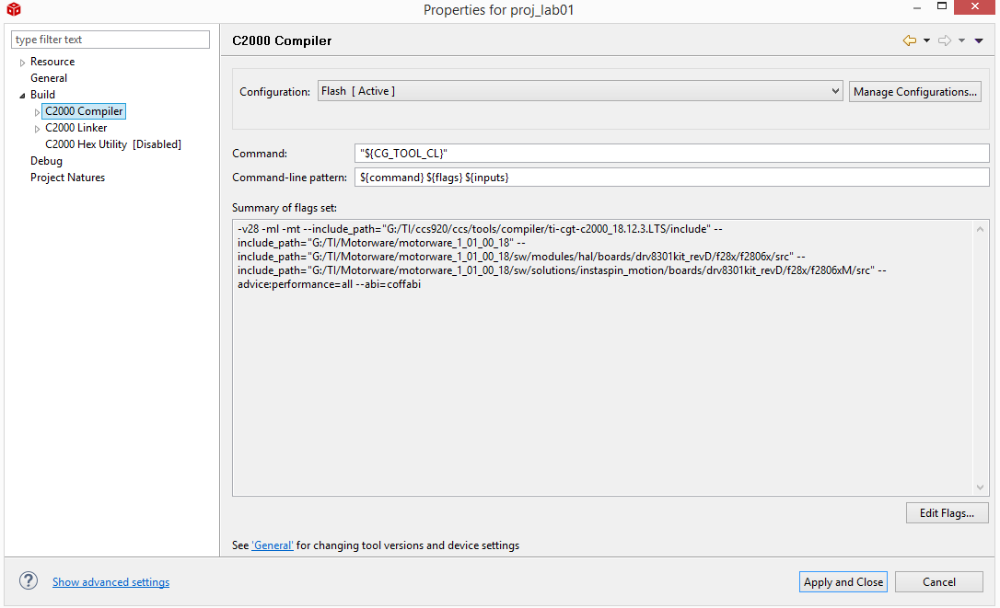 Properties for proj_lab01
type filter text
Resource
General
Build
C2000 Compiler
C2000 Linker
C2000 Hex Utility [Disabled]
Debug
Project Natures
C2000 Compiler
Configuration: Flash [ Active ] Manage Configurations...
Command: "${CG_TOOL_CL}"
Command-line pattern: ${command} ${flags} ${inputs}
Summary of flags set:
-v28 -ml -mt --include_path="G:/TI/ccs920/ccs/tools/compiler/ti-cgt-c2000_18.12.3.LTS/include" --
include_path="G:/TI/Motorware/motorware_1_01_00_18" --
include_path="G:/TI/Motorware/motorware_1_01_00_18/sw/modules/hal/boards/drv8301kit_revD/f28x/f2806x/src" --
include_path="G:/TI/Motorware/motorware_1_01_00_18/sw/solutions/instaspin_motion/boards/drv8301kit_revD/f28x/f2806xM/src" --
advice:performance=all --abi=coffabi
Edit Flags...
See 'General' for changing tool versions and device settings
? Show advanced settings
Apply and Close Cancel